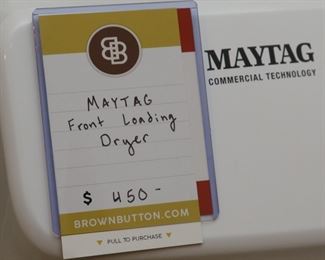 BB
MAYTAG
Front Loading
Dryer
$ 450-
BROWNBUTTON.COM
PULL TO PURCHASE
MAYTAG
COMMERCIAL TECHNOLOGY